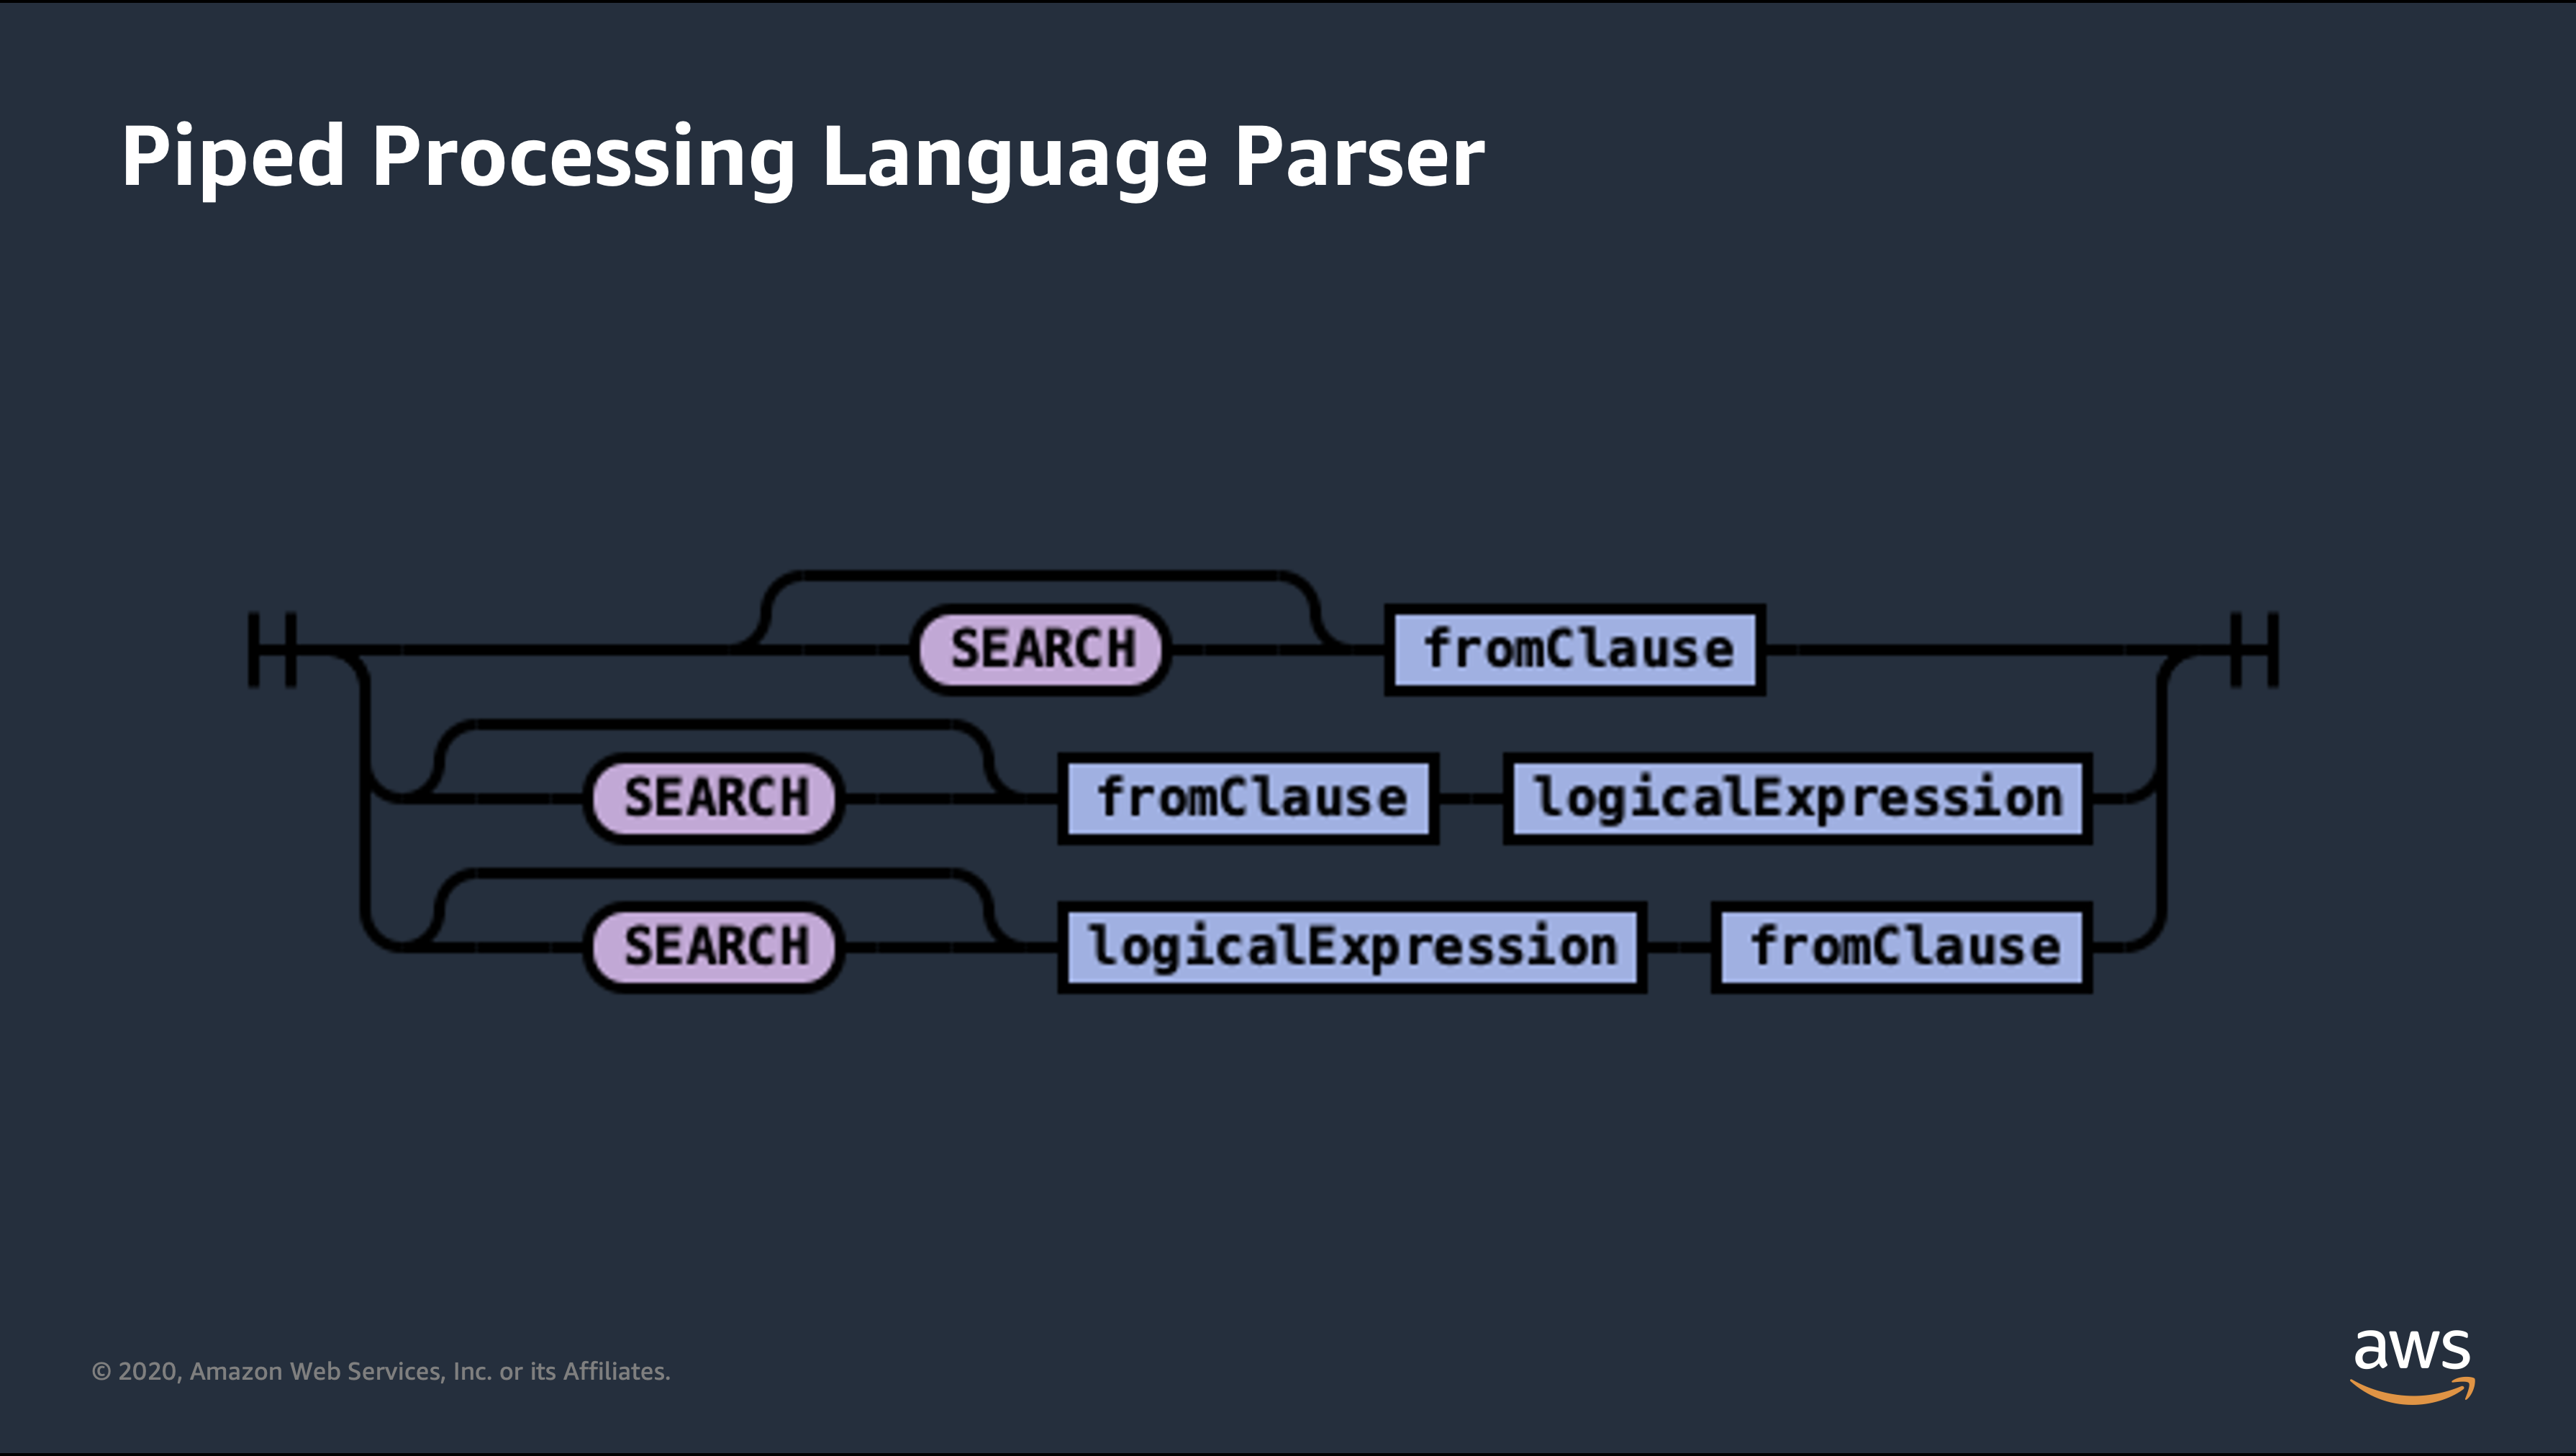 Piped Processing Language Parser
SEARCH fromClause
SEARCH fromClause logicalExpression
SEARCH logicalExpression fromClause
© 2020, Amazon Web Services, Inc. or its Affiliates.
aws